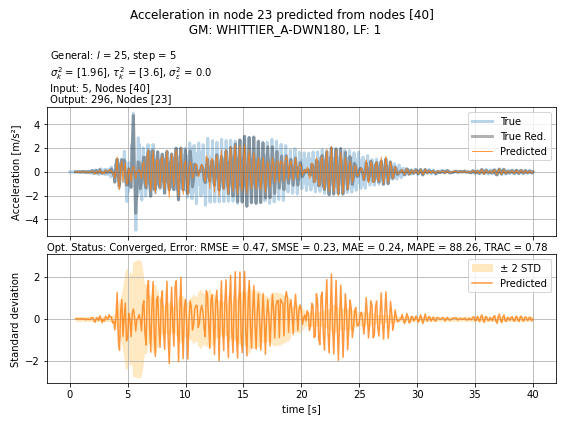 Acceleration in node 23 predicted from nodes [40]
GM: WHITTIER_A-DWN180, LF: 1
General: l = 25, step = 5
σ²ₖ = [1.96], τ²ₖ = [3.6], σ²ε = 0.0
Input: 5, Nodes [40]
Output: 296, Nodes [23]
Acceleration [m/s²]
4
2
0
−2
−4
True
True Red.
Predicted
Opt. Status: Converged, Error: RMSE = 0.47, SMSE = 0.23, MAE = 0.24, MAPE = 88.26, TRAC = 0.78
Standard deviation
2
0
−2
± 2 STD
Predicted
0 5 10 15 20 25 30 35 40
time [s]